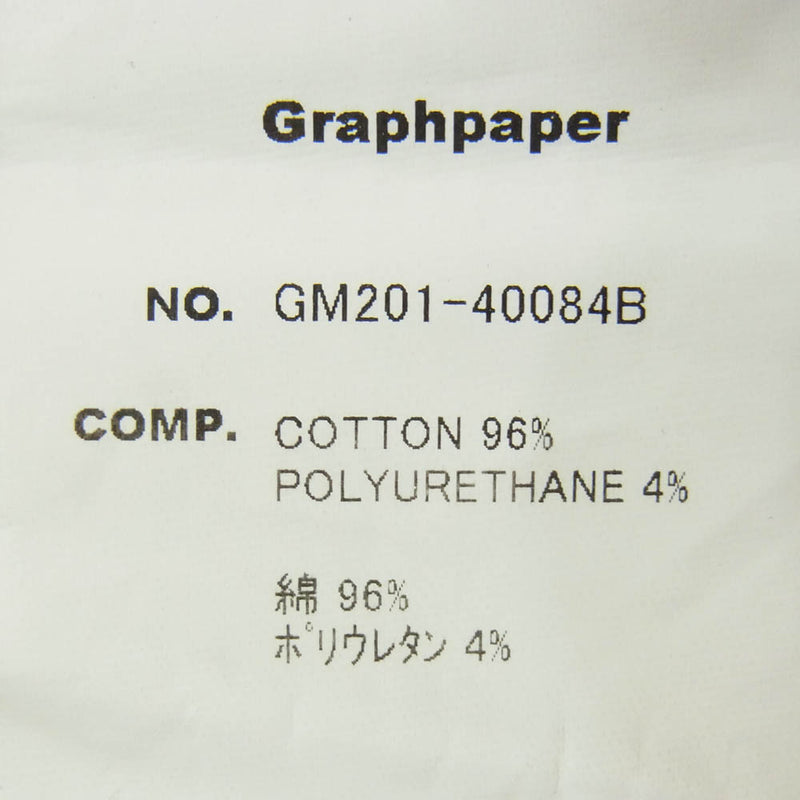 Graphpaper
NO. GM201-40084B
COMP. COTTON 96%
POLYURETHANE 4%
綿 96%
ポリウレタン 4%